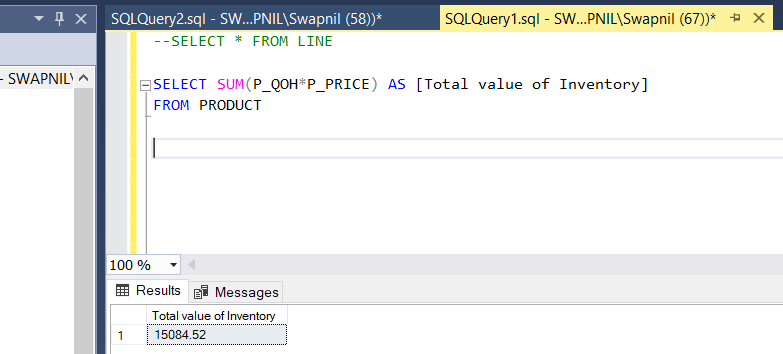 SQLQuery2.sql - SW...PNIL\Swapnil (58))*
SQLQuery1.sql - SW...PNIL\Swapnil (67))*
- SWAPNIL\
--SELECT * FROM LINE
SELECT SUM(P_QOH*P_PRICE) AS [Total value of Inventory]
FROM PRODUCT
100 %
Results
Messages
Total value of Inventory
1 15084.52